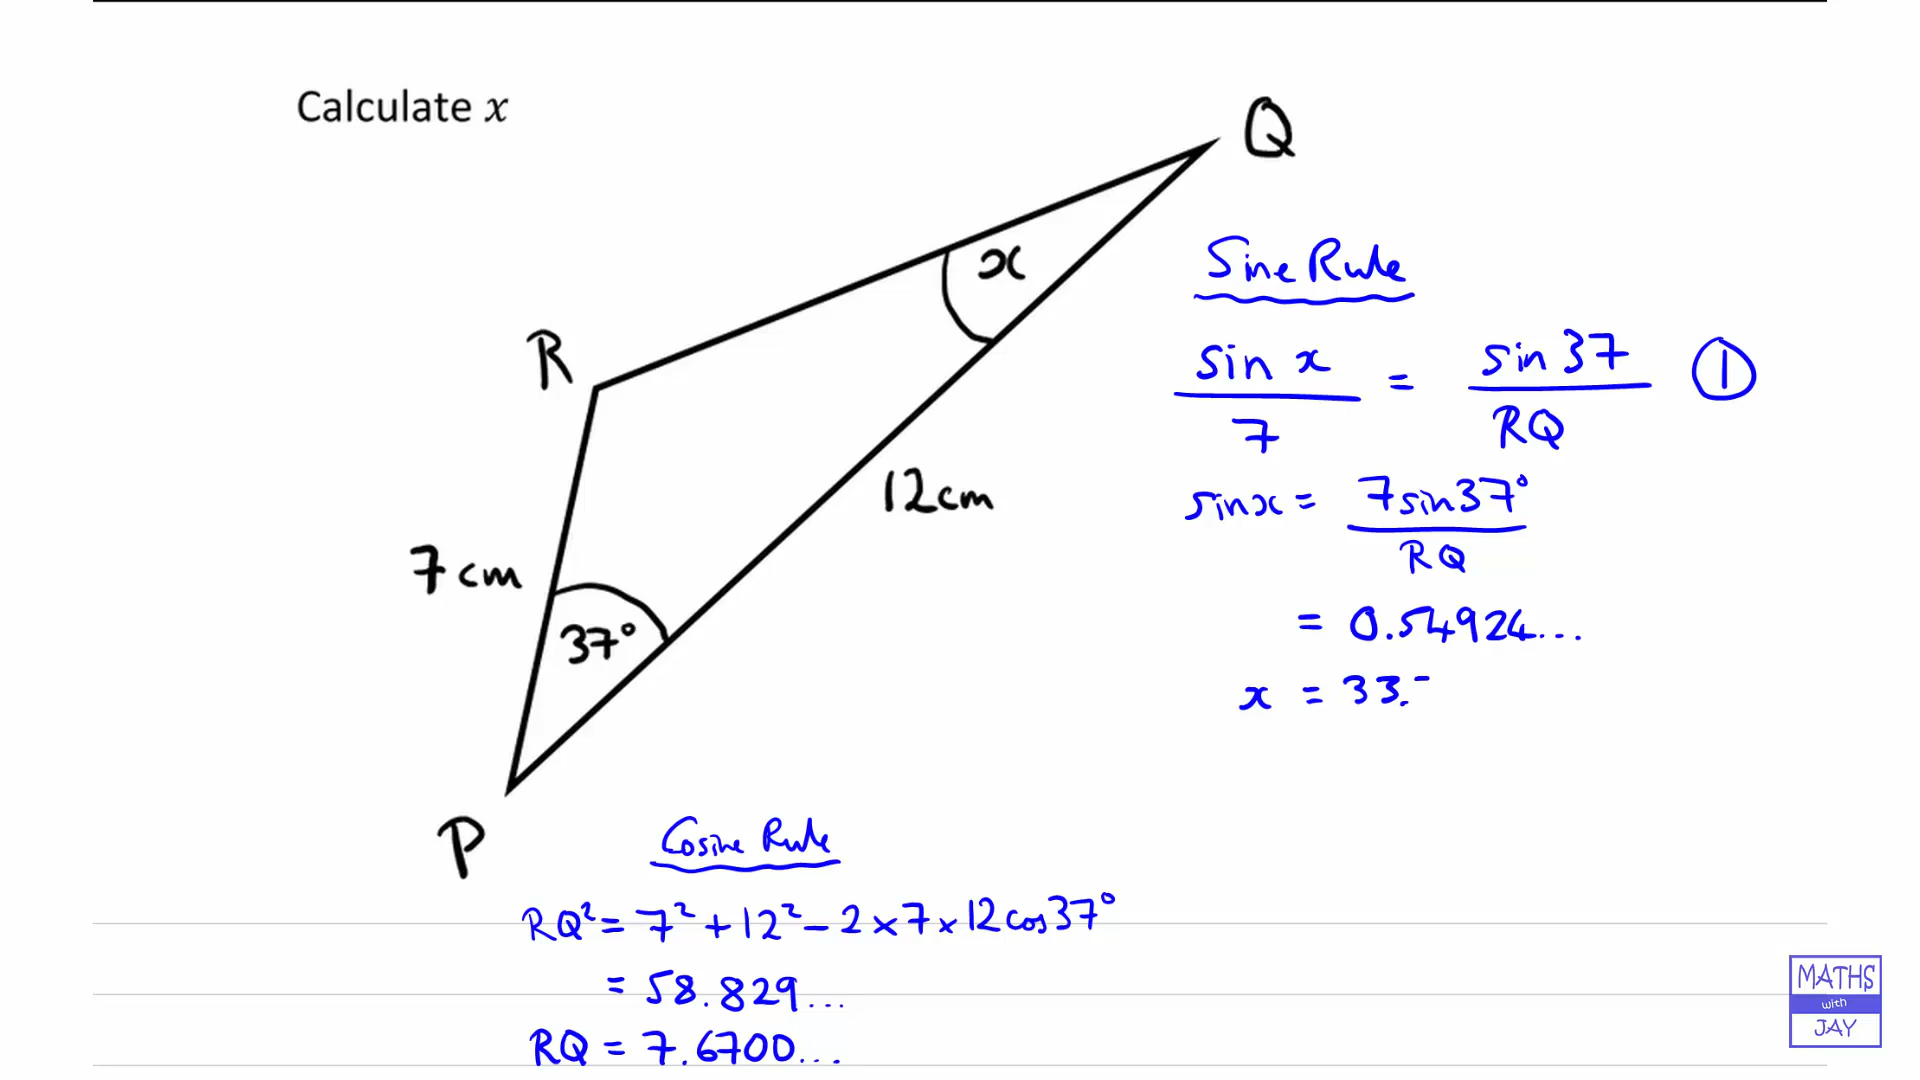 Calculate x
Q
x
R
12cm
7cm
37°
P
Sine Rule
sin x / 7 = sin 37 / RQ ①
sinx = 7sin37° / RQ
= 0.54924...
x = 33.
Cosine Rule
RQ² = 7² + 12² - 2 × 7 × 12 cos 37°
= 58.829...
RQ = 7.6700...
MATHS
with
JAY